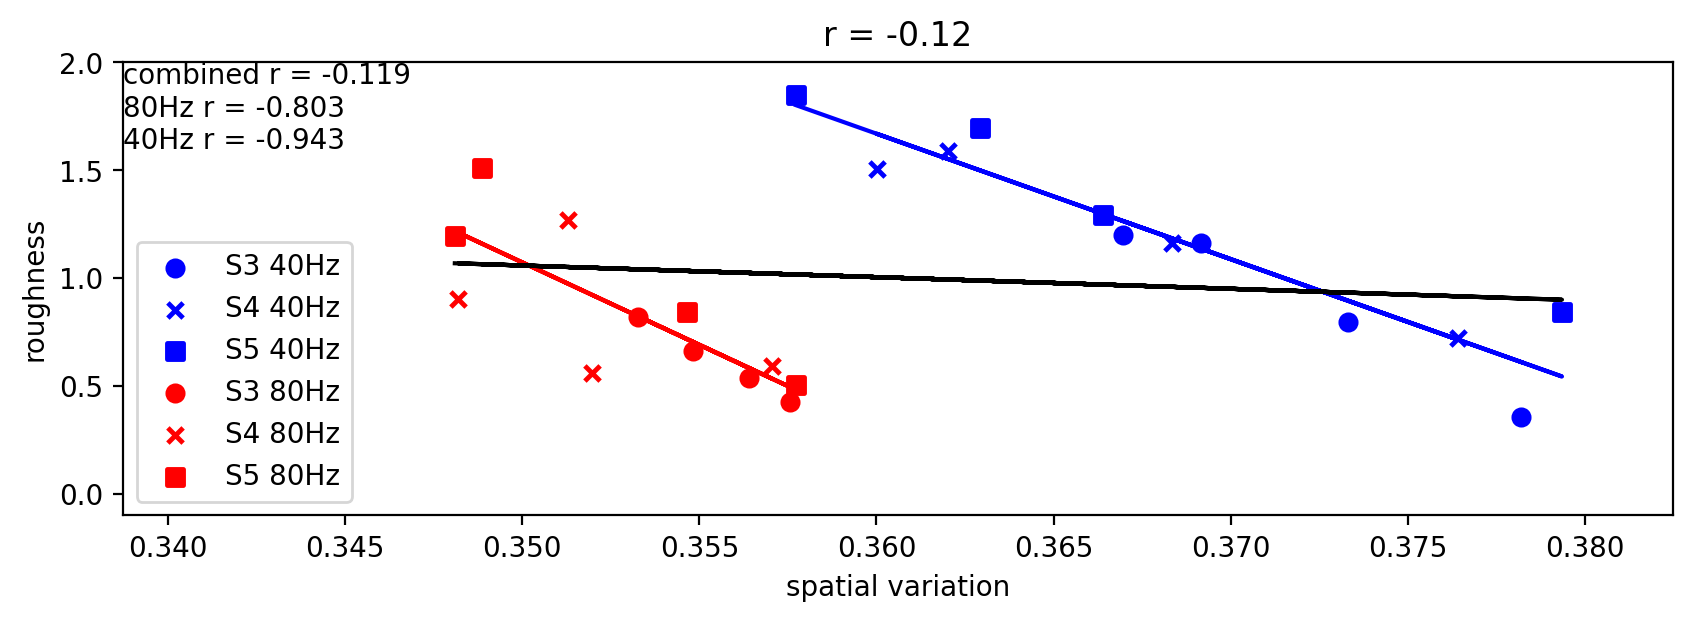 r = -0.12
combined r = -0.119
80Hz r = -0.803
40Hz r = -0.943
2.0
1.5
1.0
0.5
0.0
roughness
S3 40Hz
S4 40Hz
S5 40Hz
S3 80Hz
S4 80Hz
S5 80Hz
0.340 0.345 0.350 0.355 0.360 0.365 0.370 0.375 0.380
spatial variation